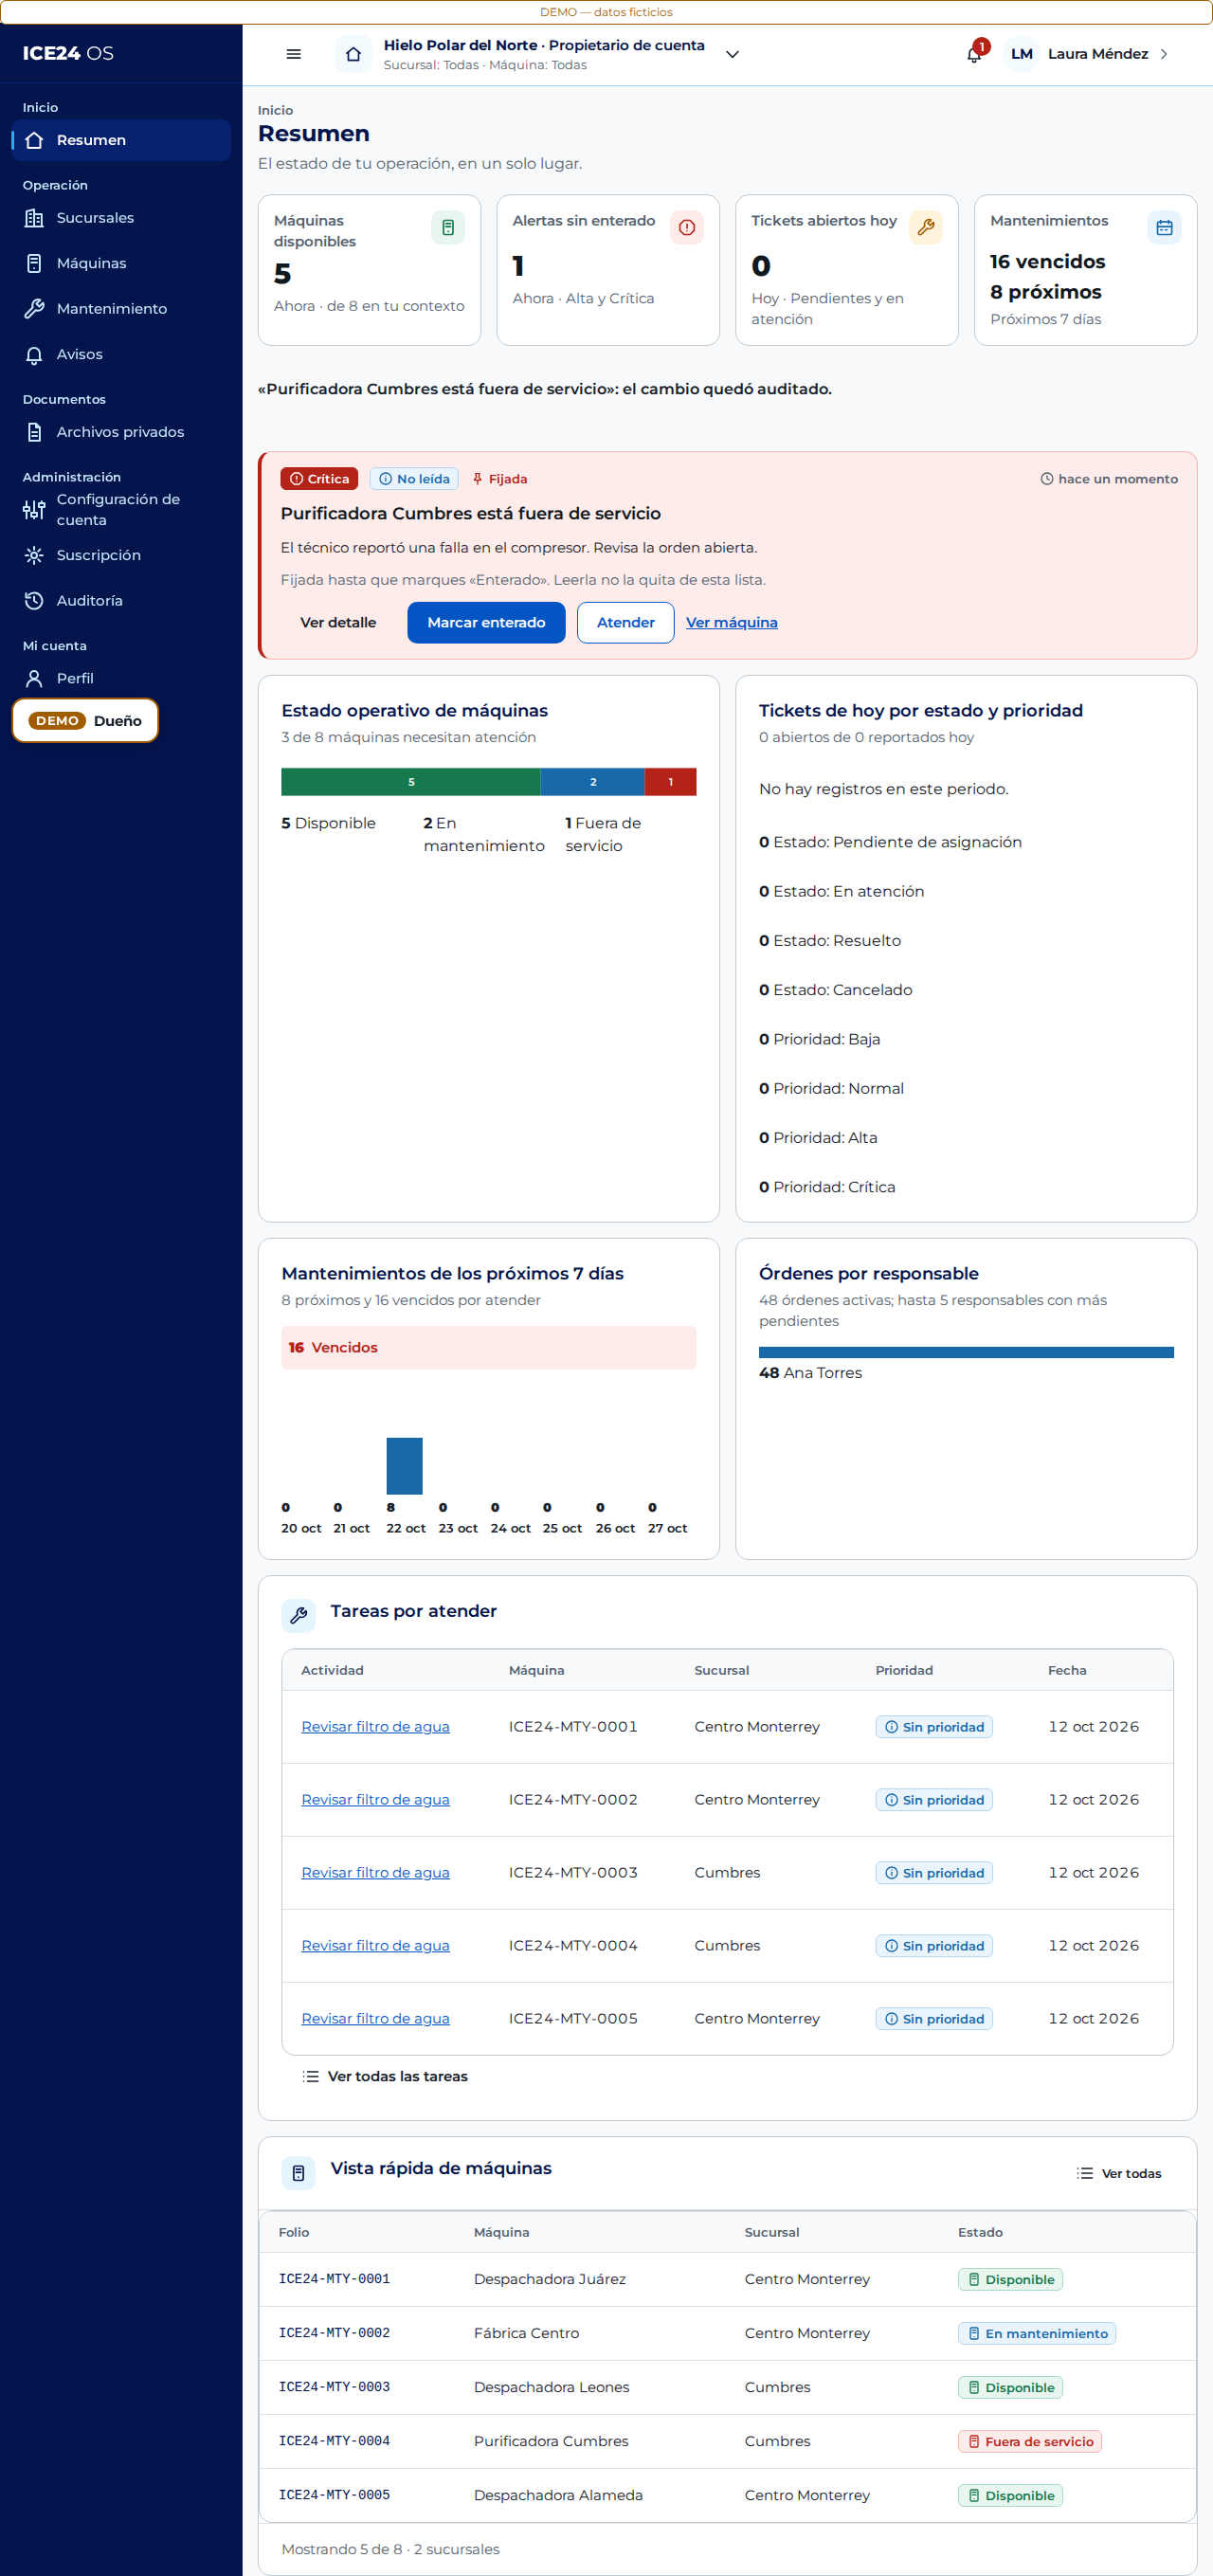 DEMO — datos ficticios
ICE24 OS
Hielo Polar del Norte · Propietario de cuenta
Sucursal: Todas · Máquina: Todas
1
LM Laura Méndez
Inicio
Resumen
Operación
Sucursales
Máquinas
Mantenimiento
Avisos
Documentos
Archivos privados
Administración
Configuración de
cuenta
Suscripción
Auditoría
Mi cuenta
Perfil
DEMO Dueño
Inicio
Resumen
El estado de tu operación, en un solo lugar.
Máquinas
disponibles
5
Ahora · de 8 en tu contexto
Alertas sin enterado
1
Ahora · Alta y Crítica
Tickets abiertos hoy
0
Hoy · Pendientes y en
atención
Mantenimientos
16 vencidos
8 próximos
Próximos 7 días
«Purificadora Cumbres está fuera de servicio»: el cambio quedó auditado.
Crítica No leída Fijada hace un momento
Purificadora Cumbres está fuera de servicio
El técnico reportó una falla en el compresor. Revisa la orden abierta.
Fijada hasta que marques «Enterado». Leerla no la quita de esta lista.
Ver detalle Marcar enterado Atender Ver máquina
Estado operativo de máquinas
3 de 8 máquinas necesitan atención
5 2 1
5 Disponible
2 En
mantenimiento
1 Fuera de
servicio
Tickets de hoy por estado y prioridad
0 abiertos de 0 reportados hoy
No hay registros en este periodo.
0 Estado: Pendiente de asignación
0 Estado: En atención
0 Estado: Resuelto
0 Estado: Cancelado
0 Prioridad: Baja
0 Prioridad: Normal
0 Prioridad: Alta
0 Prioridad: Crítica
Mantenimientos de los próximos 7 días
8 próximos y 16 vencidos por atender
16 Vencidos
0 0 8 0 0 0 0 0
20 oct 21 oct 22 oct 23 oct 24 oct 25 oct 26 oct 27 oct
Órdenes por responsable
48 órdenes activas; hasta 5 responsables con más
pendientes
48 Ana Torres
Tareas por atender
Actividad Máquina Sucursal Prioridad Fecha
Revisar filtro de agua ICE24-MTY-0001 Centro Monterrey Sin prioridad 12 oct 2026
Revisar filtro de agua ICE24-MTY-0002 Centro Monterrey Sin prioridad 12 oct 2026
Revisar filtro de agua ICE24-MTY-0003 Cumbres Sin prioridad 12 oct 2026
Revisar filtro de agua ICE24-MTY-0004 Cumbres Sin prioridad 12 oct 2026
Revisar filtro de agua ICE24-MTY-0005 Centro Monterrey Sin prioridad 12 oct 2026
Ver todas las tareas
Vista rápida de máquinas Ver todas
Folio Máquina Sucursal Estado
ICE24-MTY-0001 Despachadora Juárez Centro Monterrey Disponible
ICE24-MTY-0002 Fábrica Centro Centro Monterrey En mantenimiento
ICE24-MTY-0003 Despachadora Leones Cumbres Disponible
ICE24-MTY-0004 Purificadora Cumbres Cumbres Fuera de servicio
ICE24-MTY-0005 Despachadora Alameda Centro Monterrey Disponible
Mostrando 5 de 8 · 2 sucursales